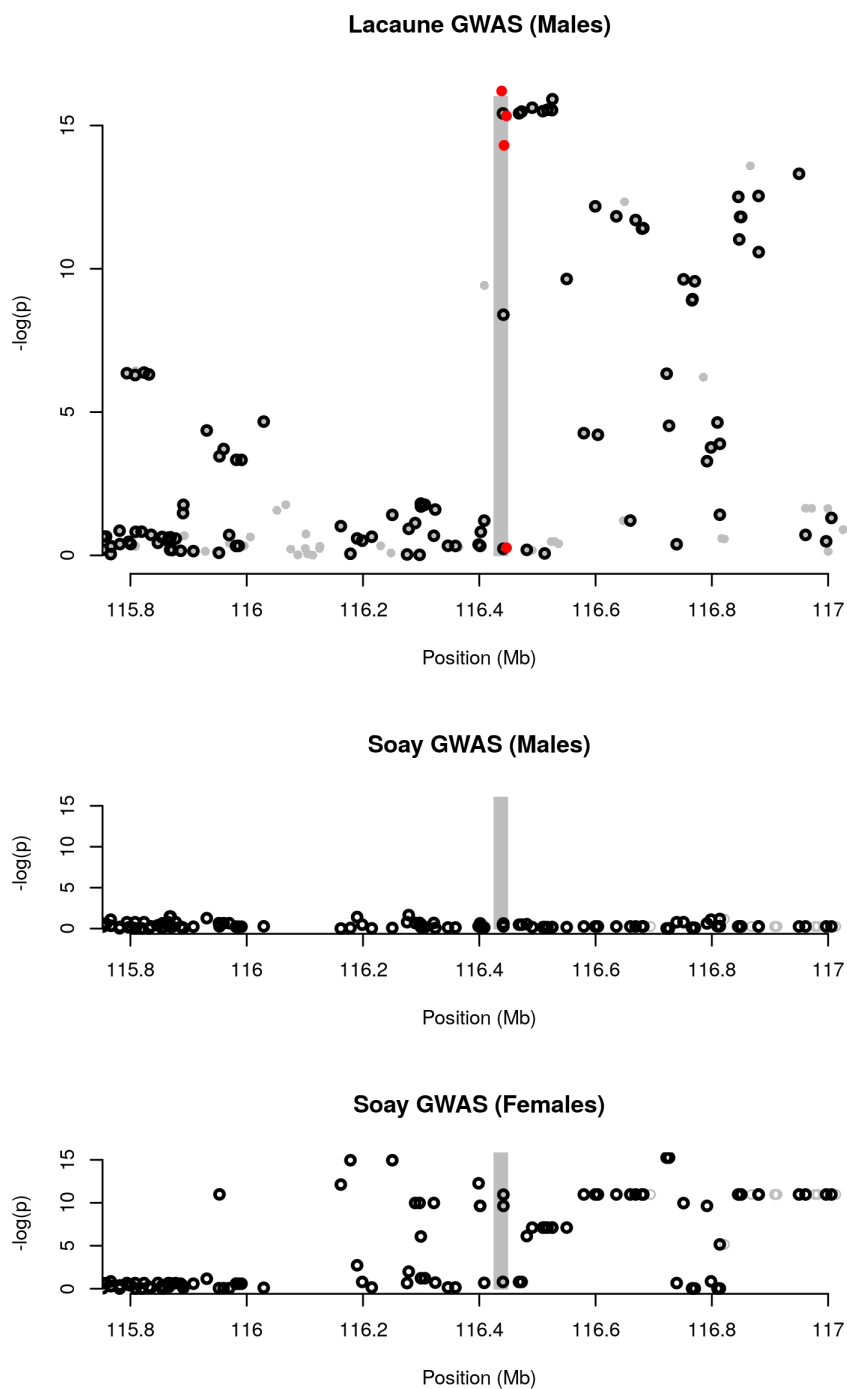 Lacaune GWAS (Males)
-log(p)
15
10
5
0
115.8 116 116.2 116.4 116.6 116.8 117
Position (Mb)
Soay GWAS (Males)
-log(p)
15
10
5
0
115.8 116 116.2 116.4 116.6 116.8 117
Position (Mb)
Soay GWAS (Females)
-log(p)
15
10
5
0
115.8 116 116.2 116.4 116.6 116.8 117
Position (Mb)